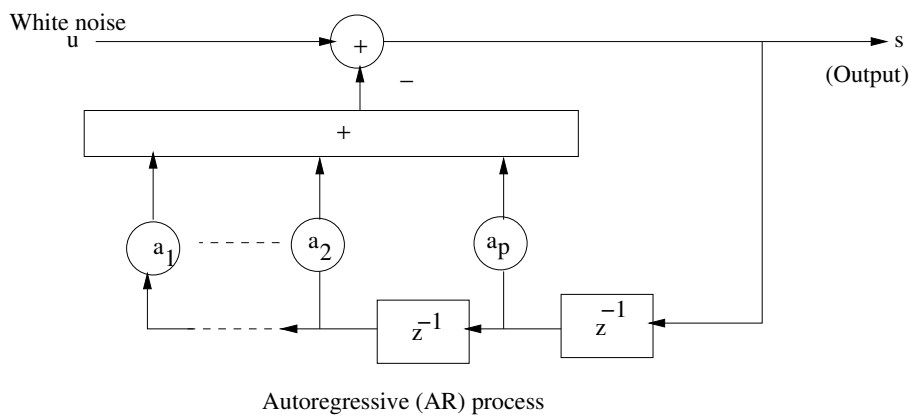 White noise
u
+
s
(Output)
−
+
a1
a2
ap
z−1
z−1
Autoregressive (AR) process